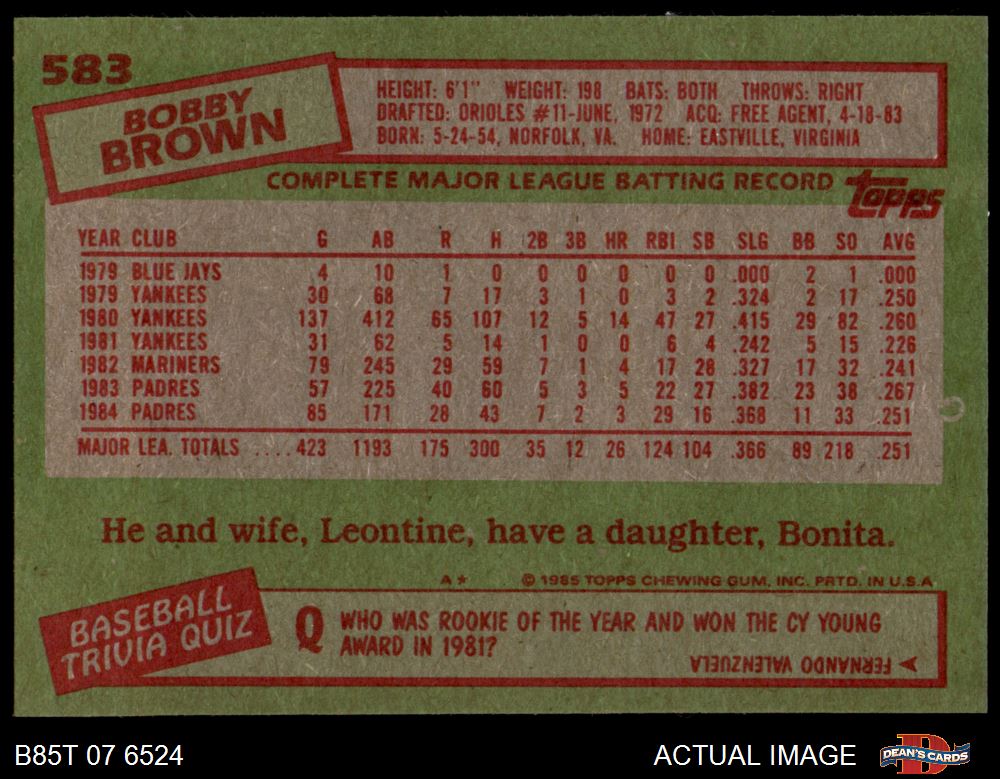 583
BOBBY
BROWN
HEIGHT: 6'1" WEIGHT: 198 BATS: BOTH THROWS: RIGHT
DRAFTED: ORIOLES #11-JUNE, 1972 ACQ: FREE AGENT, 4-18-83
BORN: 5-24-54, NORFOLK, VA. HOME: EASTVILLE, VIRGINIA
COMPLETE MAJOR LEAGUE BATTING RECORD topps
YEAR CLUB G AB R H 2B 3B HR RBI SB SLG BB SO AVG
1979 BLUE JAYS 4 10 1 0 0 0 0 0 0 .000 2 1 .000
1979 YANKEES 30 68 7 17 3 1 0 3 2 .324 2 17 .250
1980 YANKEES 137 412 65 107 12 5 14 47 27 .415 29 82 .260
1981 YANKEES 31 62 5 14 1 0 0 6 4 .242 5 15 .226
1982 MARINERS 79 245 29 59 7 1 4 17 28 .327 17 32 .241
1983 PADRES 57 225 40 60 5 3 5 22 27 .382 23 38 .267
1984 PADRES 85 171 28 43 7 2 3 29 16 .368 11 33 .251
MAJOR LEA. TOTALS ....423 1193 175 300 35 12 26 124 104 .366 89 218 .251
He and wife, Leontine, have a daughter, Bonita.
A* © 1985 TOPPS CHEWING GUM, INC. PRTD. IN U.S.A.
BASEBALL
TRIVIA QUIZ
Q WHO WAS ROOKIE OF THE YEAR AND WON THE CY YOUNG
AWARD IN 1981?
FERNANDO VALENZUELA
B85T 07 6524 ACTUAL IMAGE DEAN'S CARDS